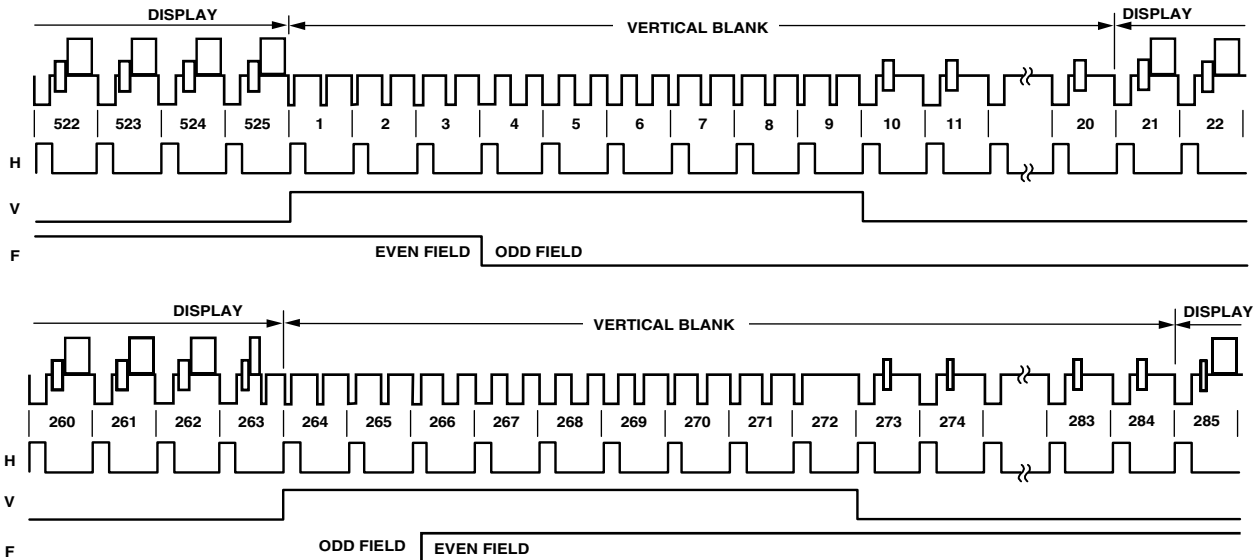 DISPLAY VERTICAL BLANK DISPLAY
522 523 524 525 1 2 3 4 5 6 7 8 9 10 11 20 21 22
H
V
F EVEN FIELD ODD FIELD
DISPLAY VERTICAL BLANK DISPLAY
260 261 262 263 264 265 266 267 268 269 270 271 272 273 274 283 284 285
H
V
F ODD FIELD EVEN FIELD